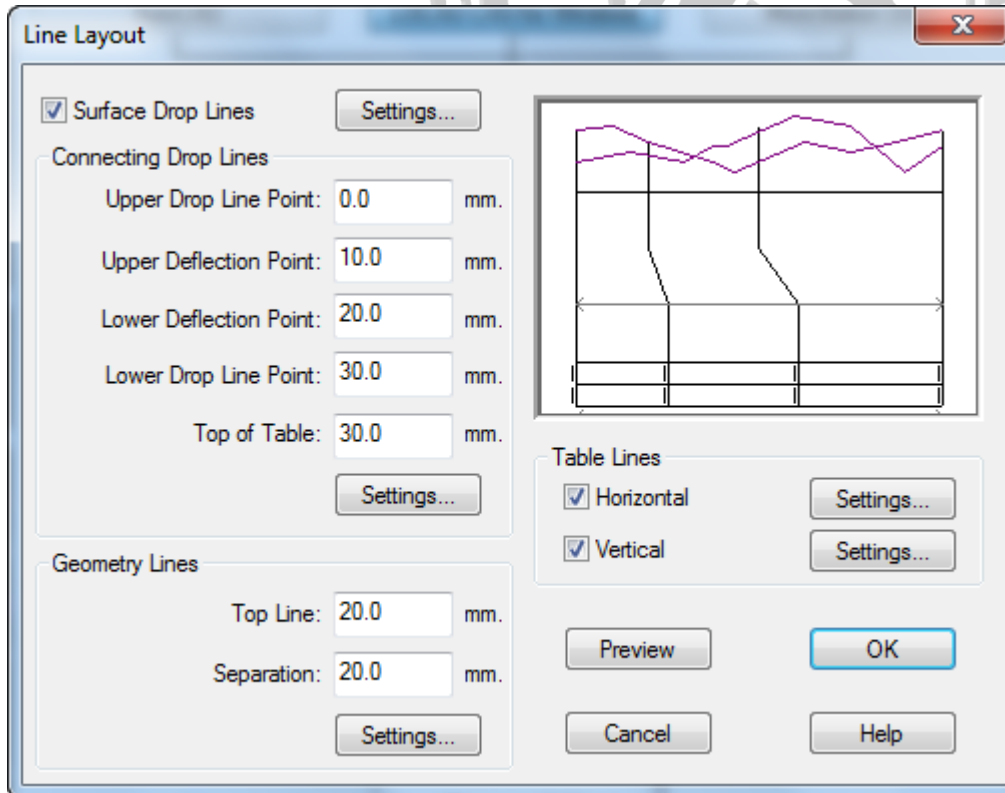 Line Layout
Surface Drop Lines
Settings...
Connecting Drop Lines
Upper Drop Line Point: 0.0 mm.
Upper Deflection Point: 10.0 mm.
Lower Deflection Point: 20.0 mm.
Lower Drop Line Point: 30.0 mm.
Top of Table: 30.0 mm.
Settings...
Geometry Lines
Top Line: 20.0 mm.
Separation: 20.0 mm.
Settings...
Table Lines
Horizontal
Settings...
Vertical
Settings...
Preview
OK
Cancel
Help